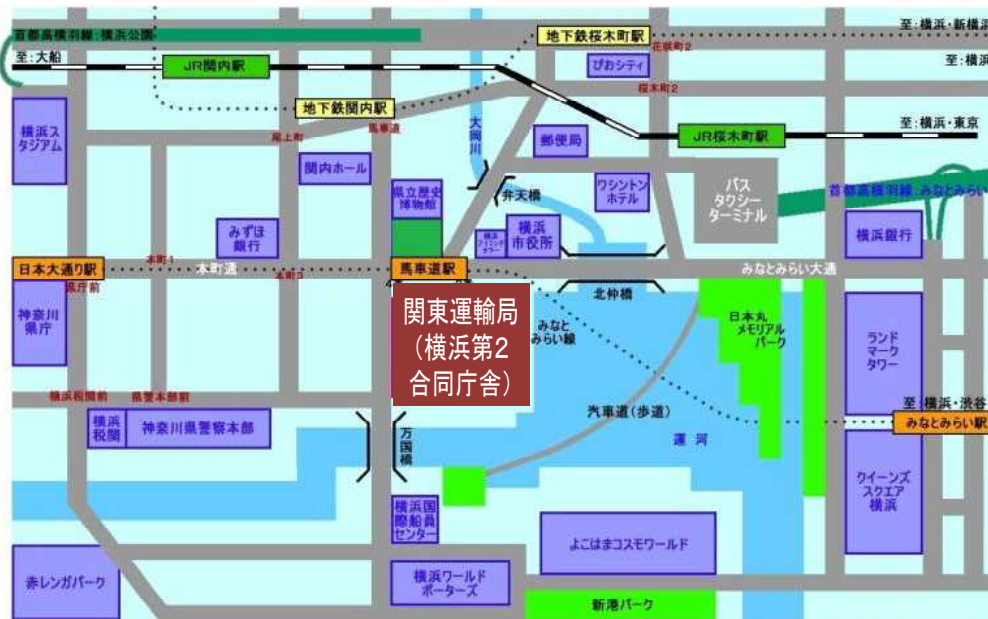 首都高横羽線:横浜公園
地下鉄桜木町駅
花咲町2
至:横浜・新横浜
至:大船
JR関内駅
ぴおシティ
至:横浜
桜木町2
地下鉄関内駅
馬車道
尾上町
大岡川
横浜ス
タジアム
関内ホール
郵便局
JR桜木町駅
至:横浜・東京
県立歴史
博物館
弁天橋
ワシントン
ホテル
バス
タクシー
ターミナル
首都高横羽線:みなとみらい
みずほ
銀行
横浜
アイランド
タワー
横浜
市役所
横浜銀行
日本大通り駅
本町1
本町通
本町3
馬車道駅
みなとみらい大通
県庁前
神奈川
県庁
関東運輸局
(横浜第2
合同庁舎)
みなと
みらい線
北仲橋
日本丸
メモリアル
パーク
ランド
マーク
タワー
横浜税関前
県警本部前
横浜
税関
神奈川県警察本部
万国橋
汽車道(歩道)
運河
至:横浜・渋谷
みなとみらい駅
クイーンズ
スクエア
横浜
横浜国
際船員
センター
よこはまコスモワールド
赤レンガパーク
横浜ワールド
ポーターズ
新港パーク